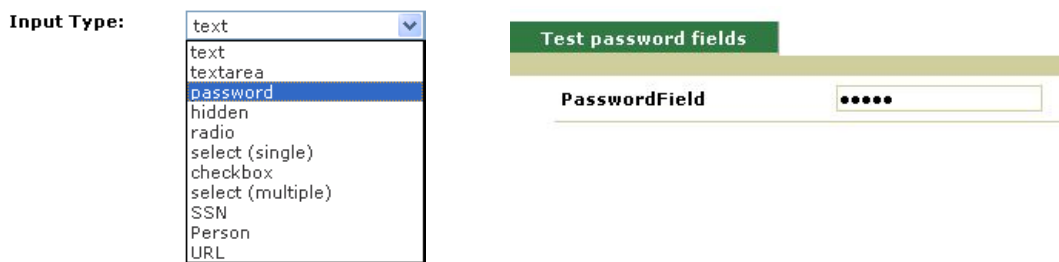 Input Type:
text
text
textarea
password
hidden
radio
select (single)
checkbox
select (multiple)
SSN
Person
URL
Test password fields
PasswordField
•••••